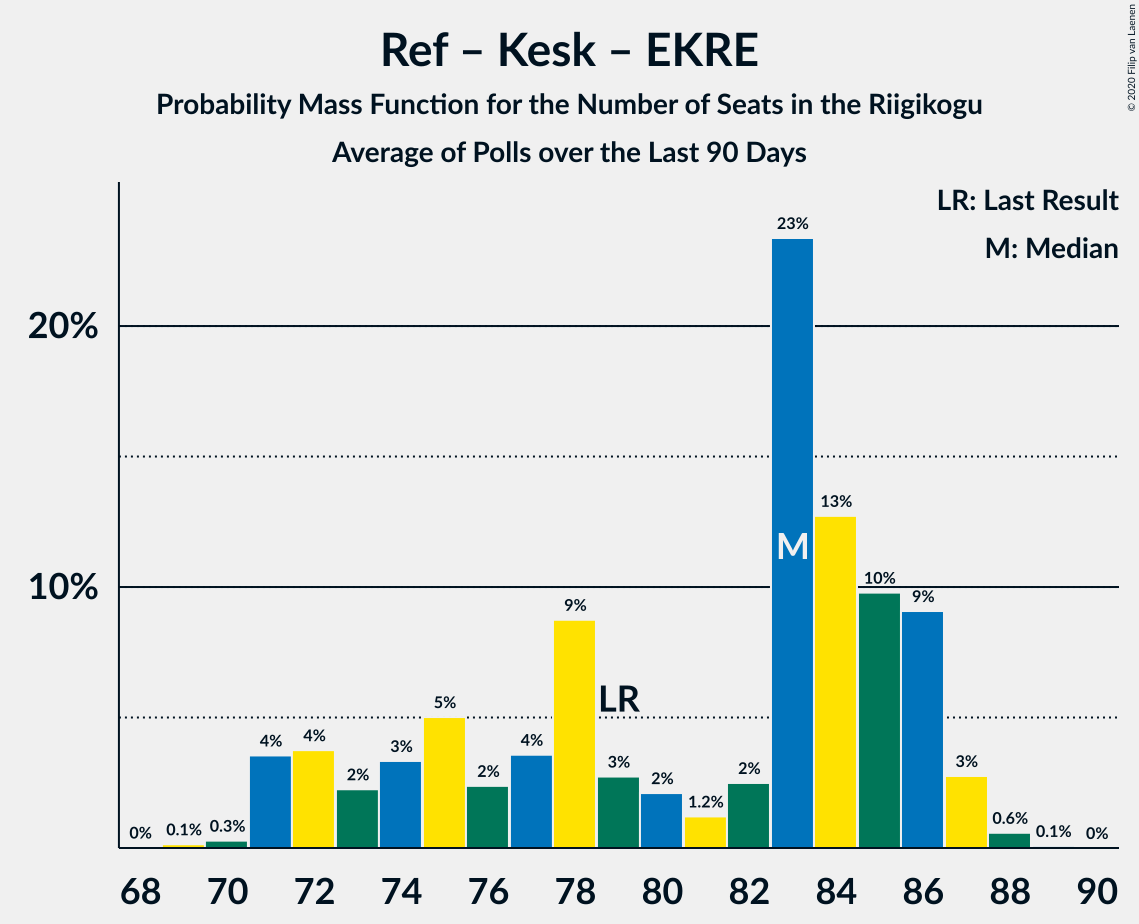 Ref – Kesk – EKRE
Probability Mass Function for the Number of Seats in the Riigikogu
Average of Polls over the Last 90 Days
© 2020 Filip van Laenen
LR: Last Result
M: Median
20%
10%
0%
0.1%
0.3%
4%
4%
2%
3%
5%
2%
4%
9%
LR
3%
2%
1.2%
2%
23%
M
13%
10%
9%
3%
0.6%
0.1%
0%
68 70 72 74 76 78 80 82 84 86 88 90